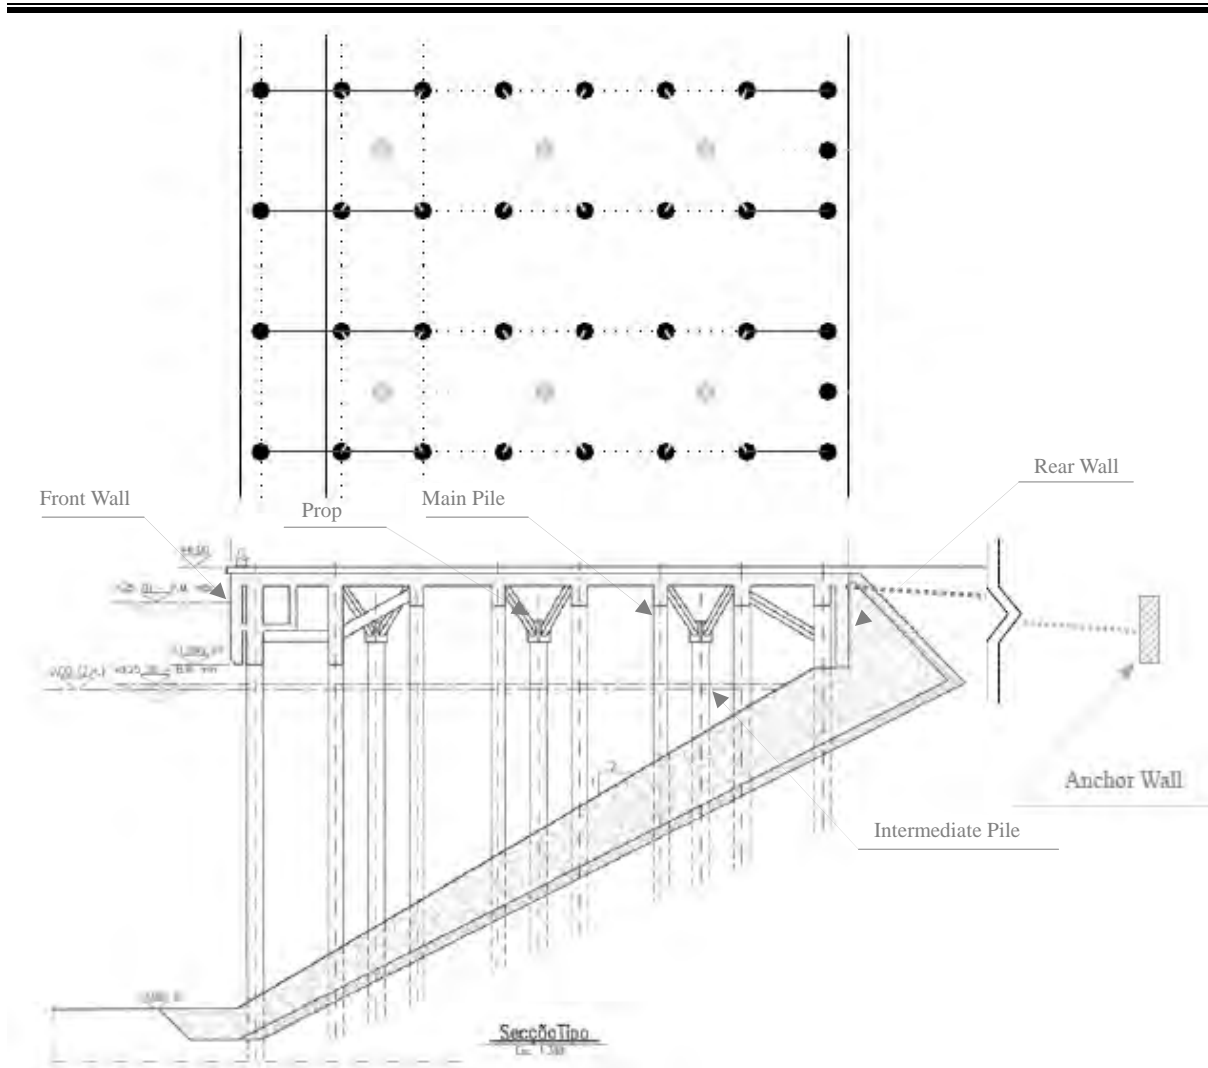 Rear Wall
Front Wall
Main Pile
Prop
Anchor Wall
Intermediate Pile
SecçãoTipo